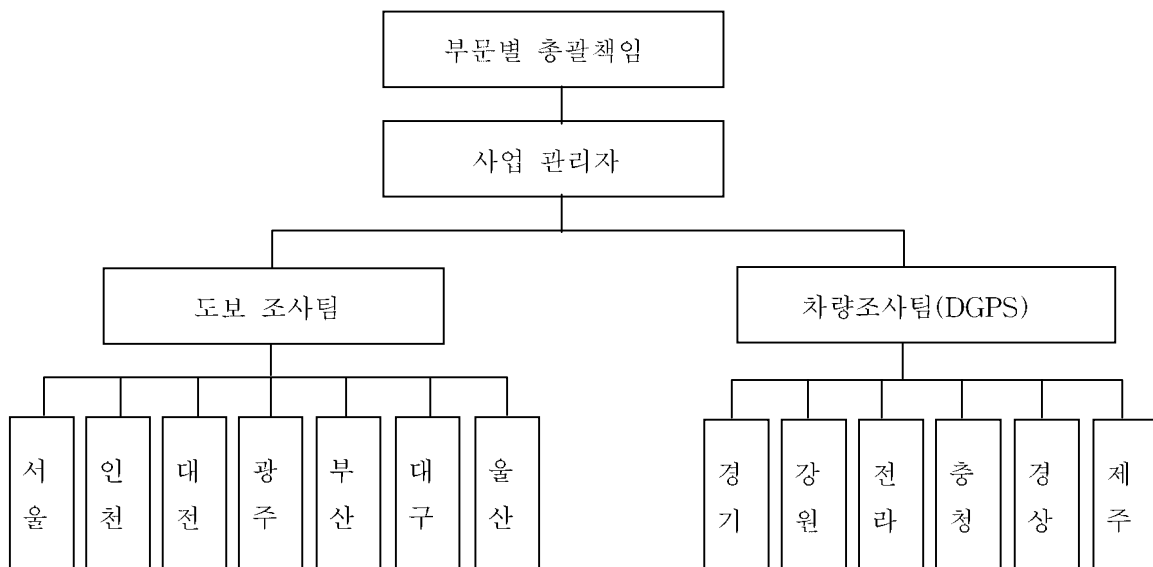 부문별 총괄책임
사업 관리자
도보 조사팀
차량조사팀(DGPS)
서울
인천
대전
광주
부산
대구
울산
경기
강원
전라
충청
경상
제주